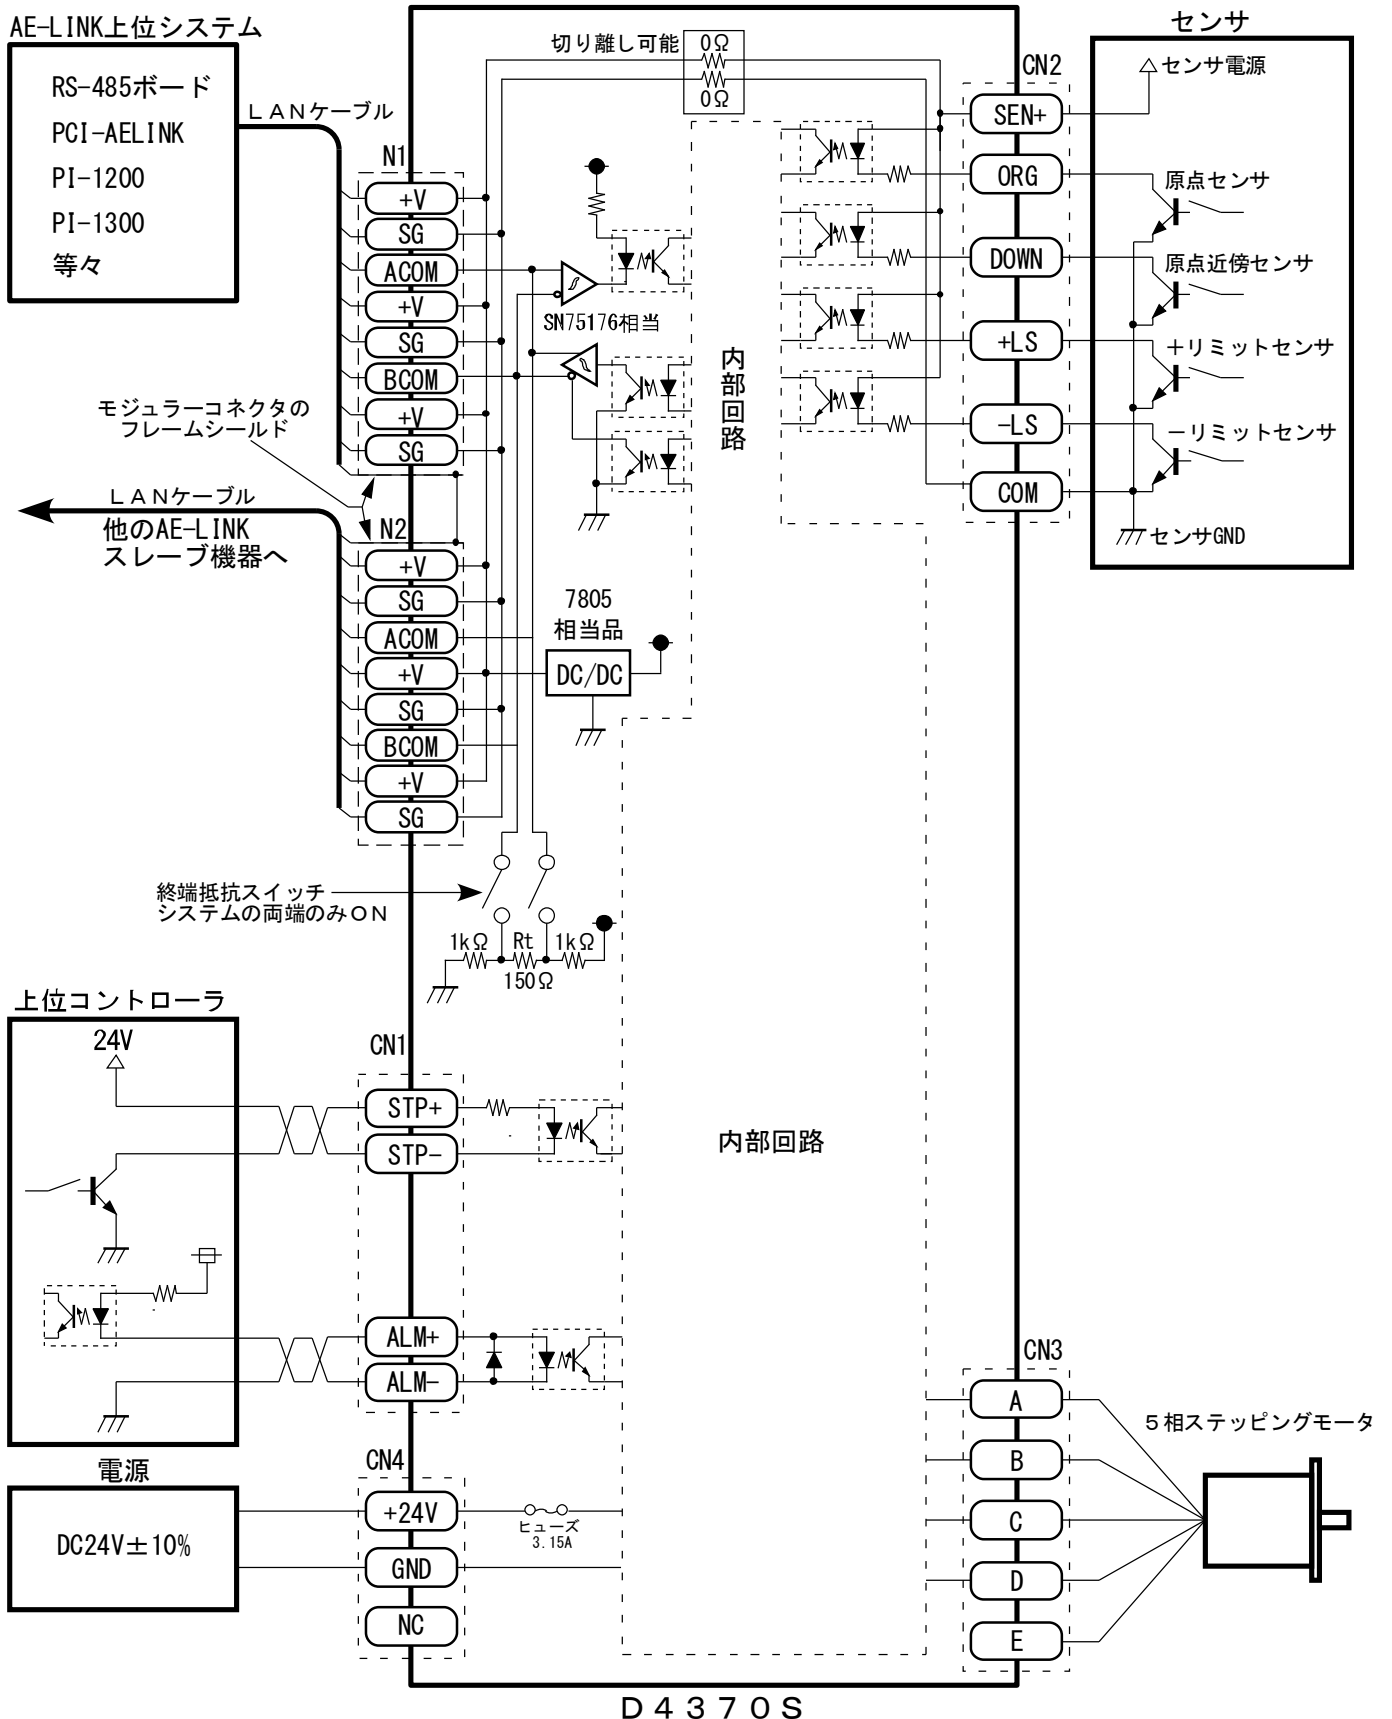 AE-LINK上位システム
RS-485ボード
PCI-AELINK
PI-1200
PI-1300
等々
LANケーブル
N1
+V
SG
ACOM
+V
SG
BCOM
+V
SG
モジュラーコネクタの
フレームシールド
LANケーブル
他のAE-LINK
スレーブ機器へ
N2
+V
SG
ACOM
+V
SG
BCOM
+V
SG
切り離し可能
0Ω
0Ω
SN75176相当
内部回路
7805
相当品
DC/DC
終端抵抗スイッチ
システムの両端のみON
1kΩ
Rt
1kΩ
150Ω
CN2
SEN+
ORG
DOWN
+LS
-LS
COM
センサ
センサ電源
原点センサ
原点近傍センサ
+リミットセンサ
-リミットセンサ
センサGND
上位コントローラ
24V
CN1
STP+
STP-
ALM+
ALM-
内部回路
電源
DC24V±10%
CN4
+24V
GND
NC
ヒューズ
3.15A
CN3
A
B
C
D
E
5相ステッピングモータ
D4370S